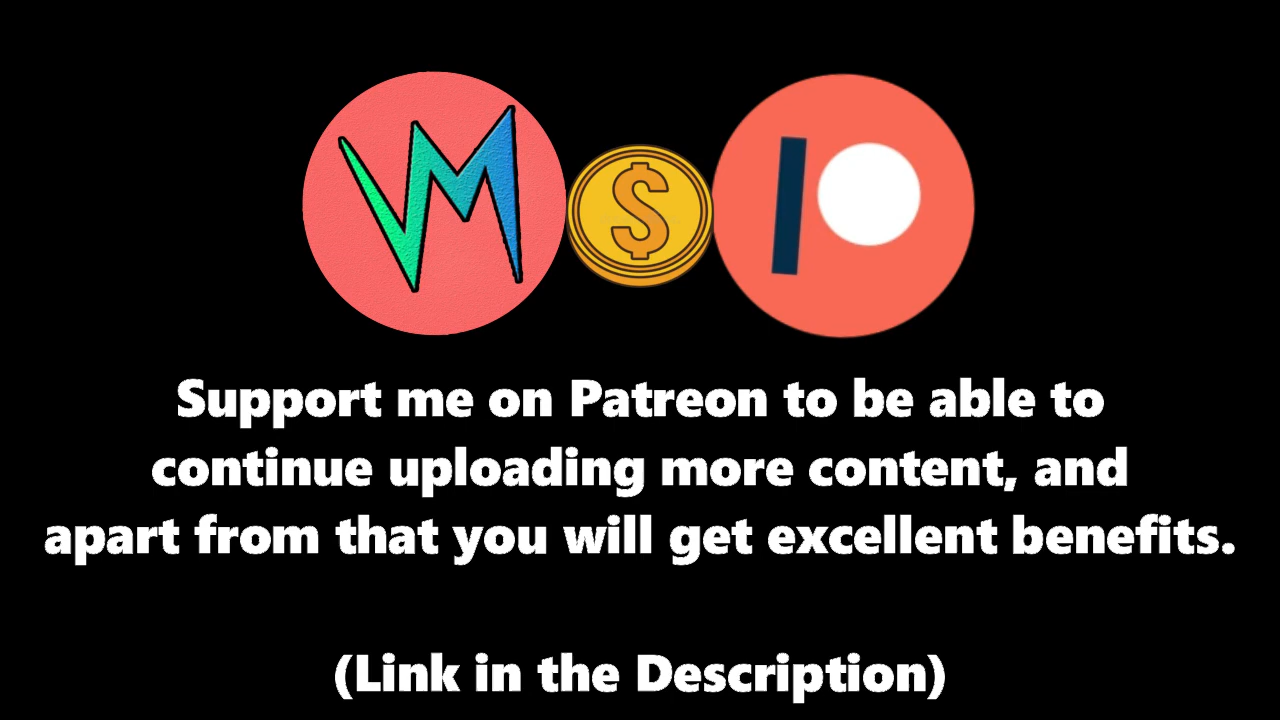 VM
$
Support me on Patreon to be able to
continue uploading more content, and
apart from that you will get excellent benefits.
(Link in the Description)